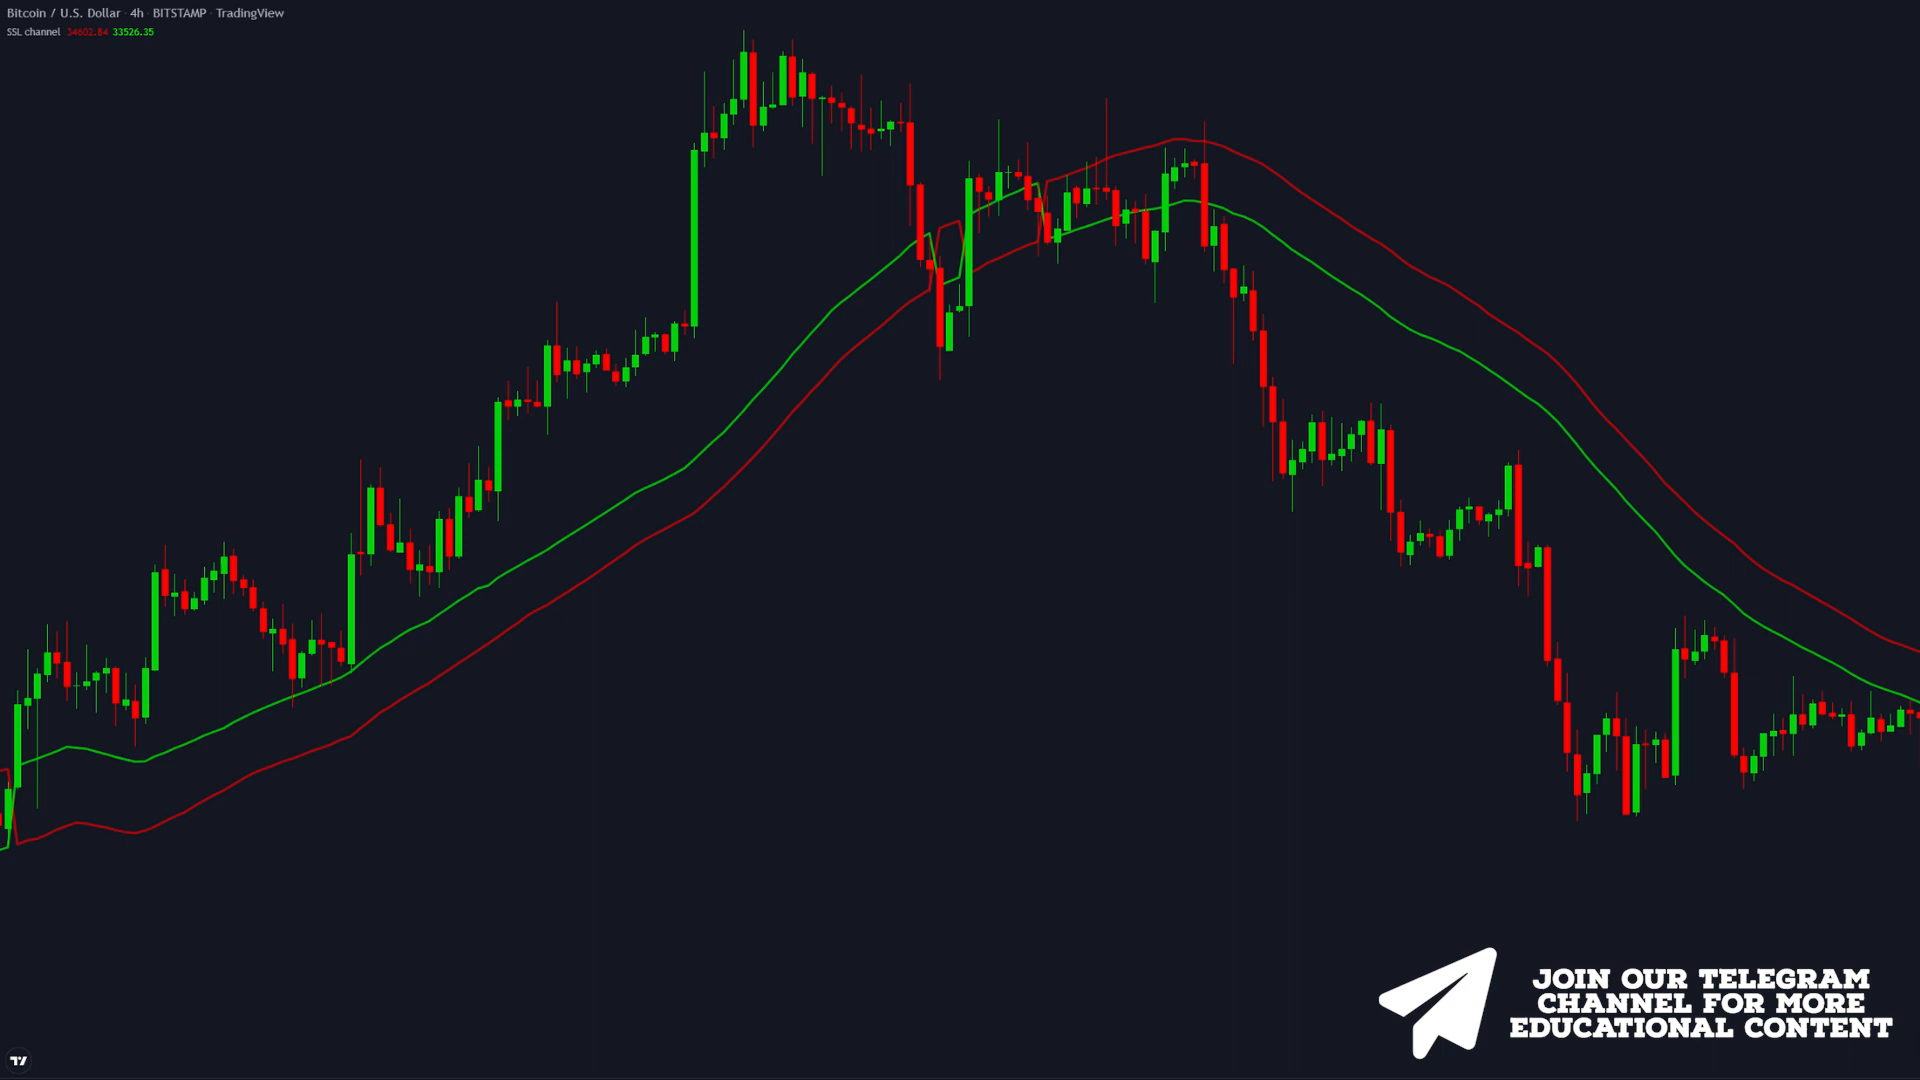 Bitcoin / U.S. Dollar · 4h · BITSTAMP · TradingView
SSL channel 34602.84 33526.35
JOIN OUR TELEGRAM
CHANNEL FOR MORE
EDUCATIONAL CONTENT